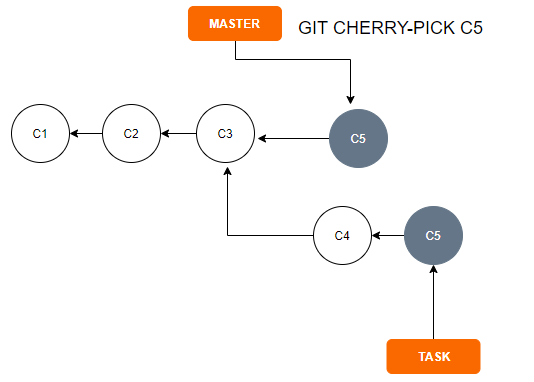 MASTER
GIT CHERRY-PICK C5
C1
C2
C3
C5
C4
C5
TASK